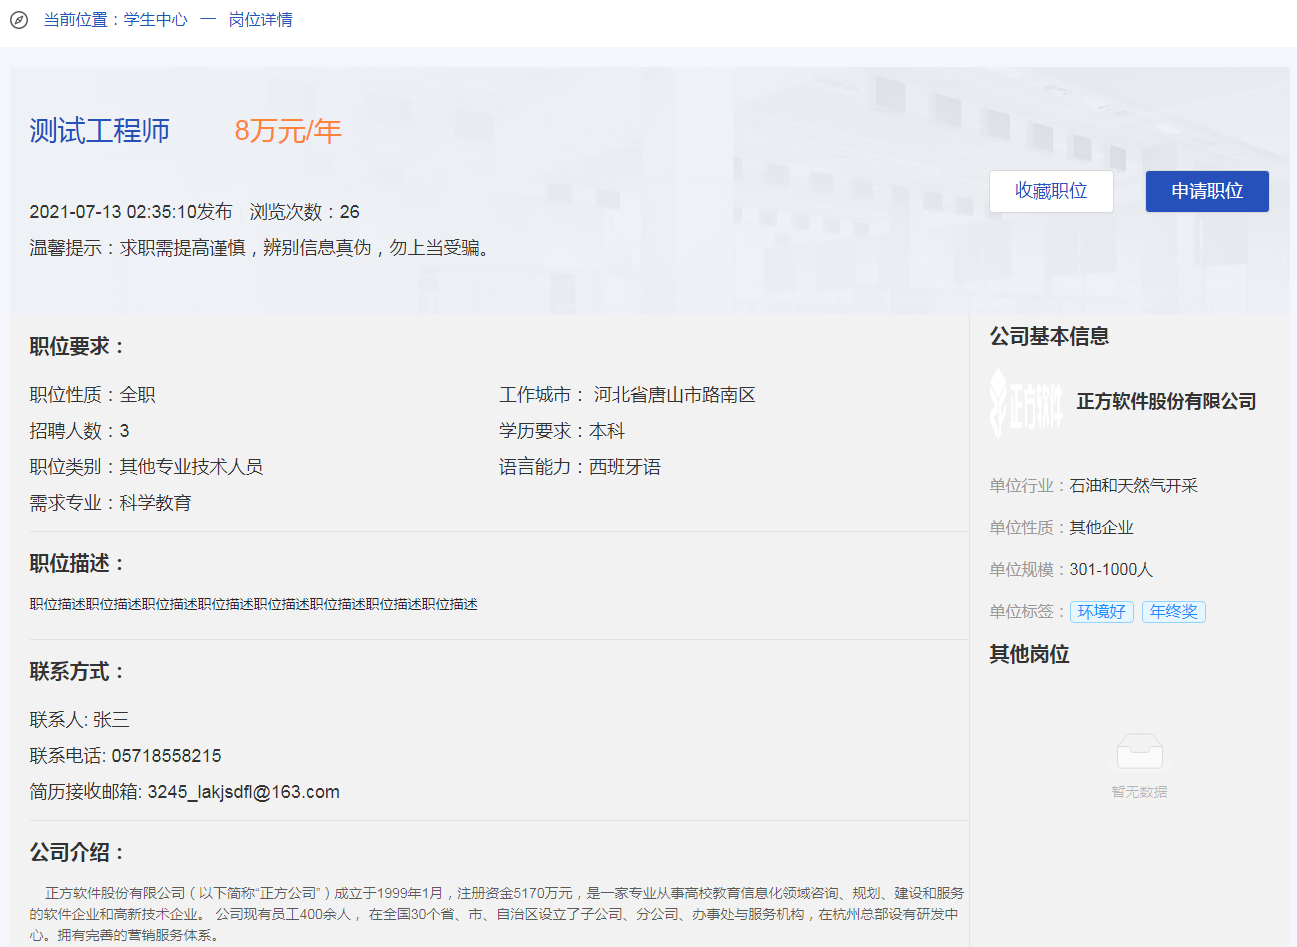 当前位置：学生中心 一 岗位详情
测试工程师 8万元/年
收藏职位 申请职位
2021-07-13 02:35:10发布 浏览次数：26
温馨提示：求职需提高谨慎，辨别信息真伪，勿上当受骗。
职位要求：
职位性质：全职 工作城市： 河北省唐山市路南区
招聘人数：3 学历要求：本科
职位类别：其他专业技术人员 语言能力：西班牙语
需求专业：科学教育
职位描述：
职位描述职位描述职位描述职位描述职位描述职位描述职位描述职位描述
联系方式：
联系人: 张三
联系电话: 05718558215
简历接收邮箱: 3245_lakjsdfl@163.com
公司介绍：
正方软件股份有限公司（以下简称“正方公司”）成立于1999年1月，注册资金5170万元，是一家专业从事高校教育信息化领域咨询、规划、建设和服务
的软件企业和高新技术企业。 公司现有员工400余人， 在全国30个省、市、自治区设立了子公司、分公司、办事处与服务机构，在杭州总部设有研发中
心。拥有完善的营销服务体系。
公司基本信息
正方软件 正方软件股份有限公司
单位行业：石油和天然气开采
单位性质：其他企业
单位规模：301-1000人
单位标签：环境好 年终奖
其他岗位
暂无数据